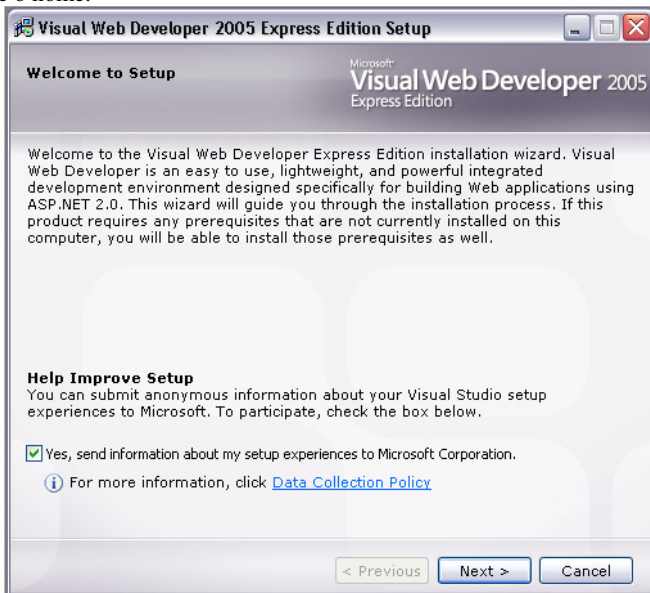 Visual Web Developer 2005 Express Edition Setup
Welcome to Setup
Microsoft
Visual Web Developer 2005
Express Edition
Welcome to the Visual Web Developer Express Edition installation wizard. Visual
Web Developer is an easy to use, lightweight, and powerful integrated
development environment designed specifically for building Web applications using
ASP.NET 2.0. This wizard will guide you through the installation process. If this
product requires any prerequisites that are not currently installed on this
computer, you will be able to install those prerequisites as well.
Help Improve Setup
You can submit anonymous information about your Visual Studio setup
experiences to Microsoft. To participate, check the box below.
Yes, send information about my setup experiences to Microsoft Corporation.
For more information, click Data Collection Policy
< Previous Next > Cancel